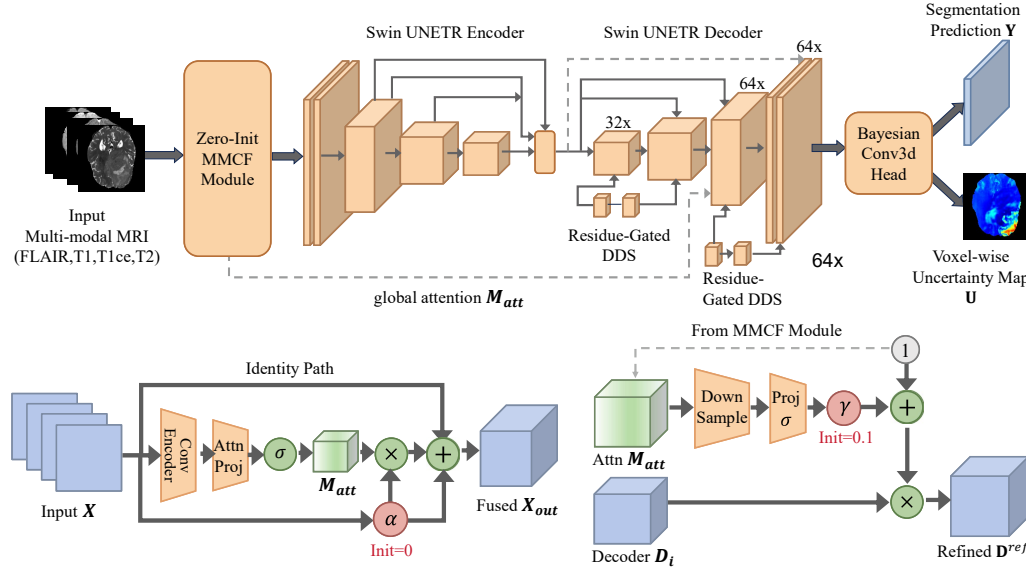 Segmentation
Prediction Y
Swin UNETR Encoder
Swin UNETR Decoder
64x
64x
32x
Zero-Init
MMCF
Module
Bayesian
Conv3d
Head
Input
Multi-modal MRI
(FLAIR,T1,T1ce,T2)
Residue-Gated
DDS
Residue-
Gated DDS
64x
Voxel-wise
Uncertainty Map
U
global attention M_att
Identity Path
Conv
Encoder
Attn
Proj
σ
M_att
×
+
α
Init=0
Input X
Fused X_out
From MMCF Module
1
Down
Sample
Proj
σ
γ
+
Init=0.1
Attn M_att
×
Decoder D_i
Refined D^ref